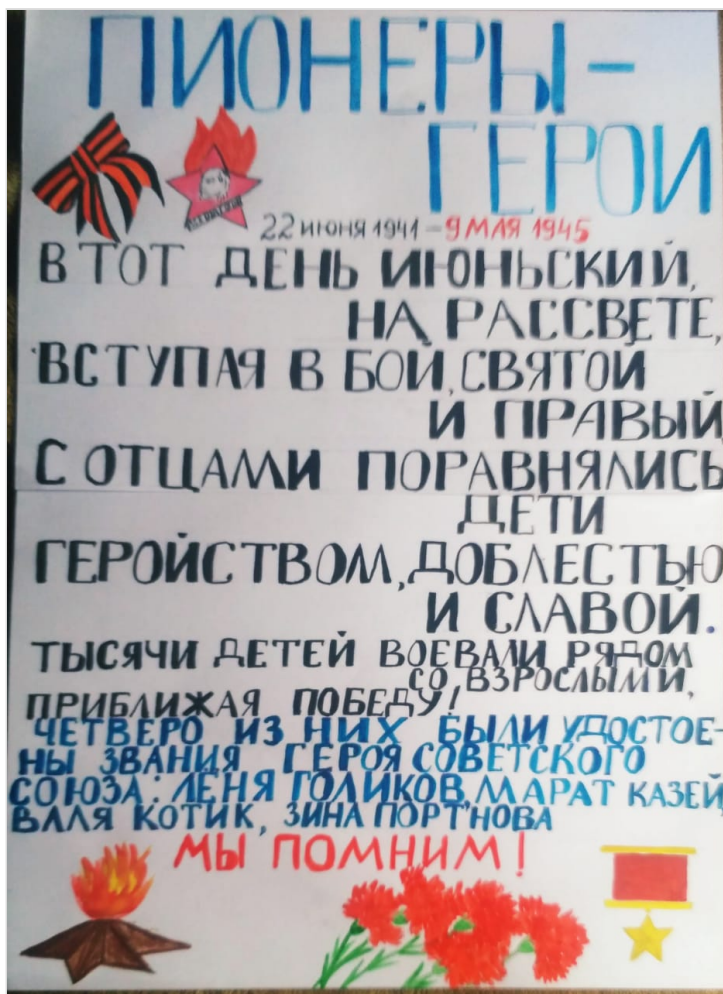 ПИОНЕРЫ-
ГЕРОИ
22 ИЮНЯ 1941 - 9 МАЯ 1945
В ТОТ ДЕНЬ ИЮНЬСКИЙ,
НА РАССВЕТЕ,
ВСТУПАЯ В БОЙ, СВЯТОЙ
И ПРАВЫЙ
С ОТЦАМИ ПОРАВНЯЛИСЬ
ДЕТИ
ГЕРОЙСТВОМ, ДОБЛЕСТЬЮ
И СЛАВОЙ.
ТЫСЯЧИ ДЕТЕЙ ВОЕВАЛИ РЯДОМ
СО ВЗРОСЛЫМИ,
ПРИБЛИЖАЯ ПОБЕДУ!
ЧЕТВЕРО ИЗ НИХ БЫЛИ УДОСТОЕ-
НЫ ЗВАНИЯ ГЕРОЯ СОВЕТСКОГО
СОЮЗА: ЛЁНЯ ГОЛИКОВ, МАРАТ КАЗЕЙ,
ВАЛЯ КОТИК, ЗИНА ПОРТНОВА
МЫ ПОМНИМ!